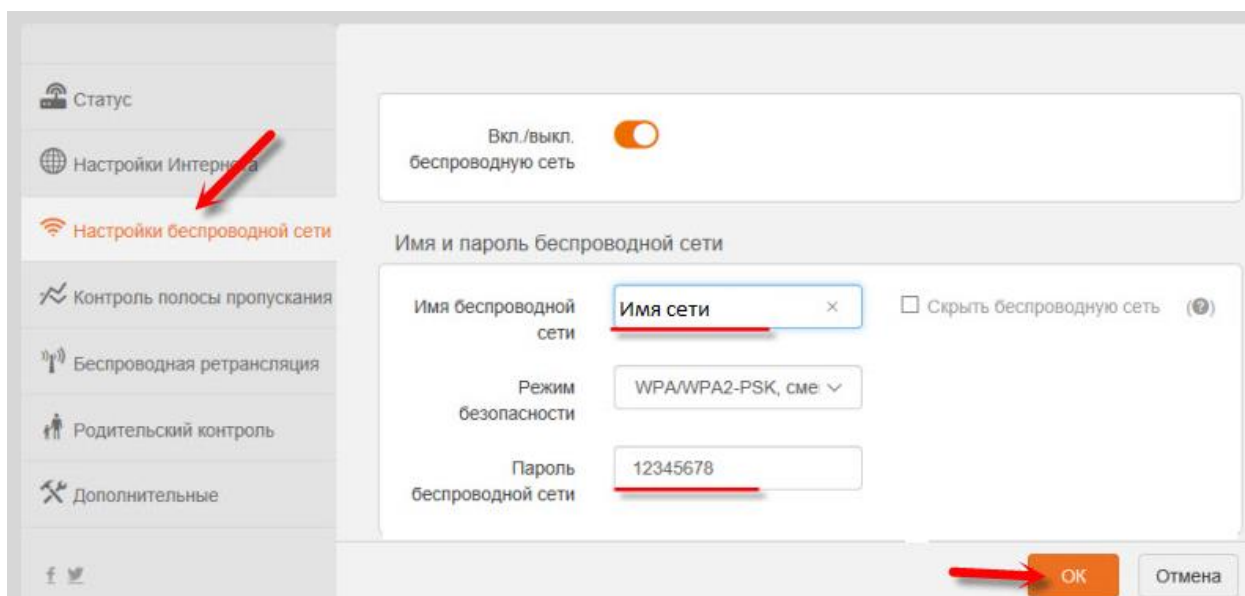 Статус
Настройки Интернета
Настройки беспроводной сети
Контроль полосы пропускания
Беспроводная ретрансляция
Родительский контроль
Дополнительные
Вкл./выкл.
беспроводную сеть
Имя и пароль беспроводной сети
Имя беспроводной
сети
Имя сети
Скрыть беспроводную сеть (?)
Режим
безопасности
WPA/WPA2-PSK, сме
Пароль
беспроводной сети
12345678
ОК
Отмена